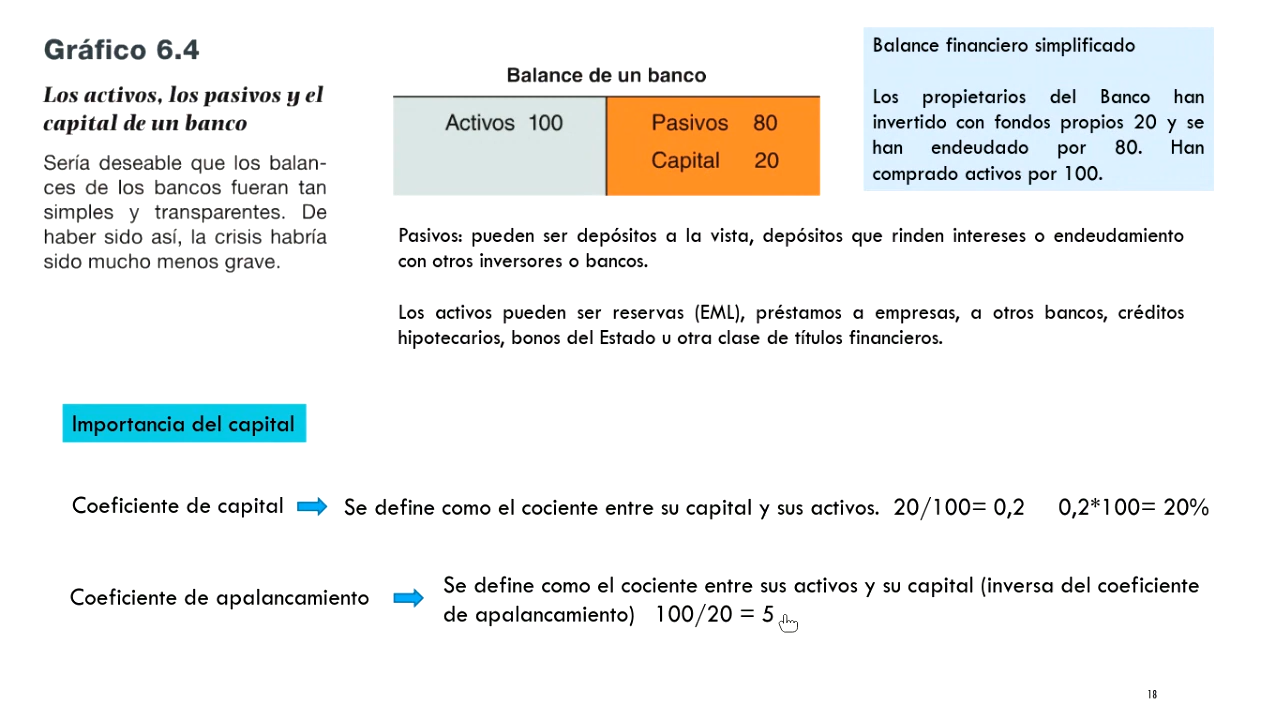 Gráfico 6.4
Los activos, los pasivos y el
capital de un banco
Sería deseable que los balan-
ces de los bancos fueran tan
simples y transparentes. De
haber sido así, la crisis habría
sido mucho menos grave.
Balance de un banco
Activos 100
Pasivos 80
Capital 20
Balance financiero simplificado
Los propietarios del Banco han
invertido con fondos propios 20 y se
han endeudado por 80. Han
comprado activos por 100.
Pasivos: pueden ser depósitos a la vista, depósitos que rinden intereses o endeudamiento
con otros inversores o bancos.
Los activos pueden ser reservas (EML), préstamos a empresas, a otros bancos, créditos
hipotecarios, bonos del Estado u otra clase de títulos financieros.
Importancia del capital
Coeficiente de capital
Se define como el cociente entre su capital y sus activos. 20/100= 0,2 0,2*100= 20%
Coeficiente de apalancamiento
Se define como el cociente entre sus activos y su capital (inversa del coeficiente
de apalancamiento) 100/20 = 5
18